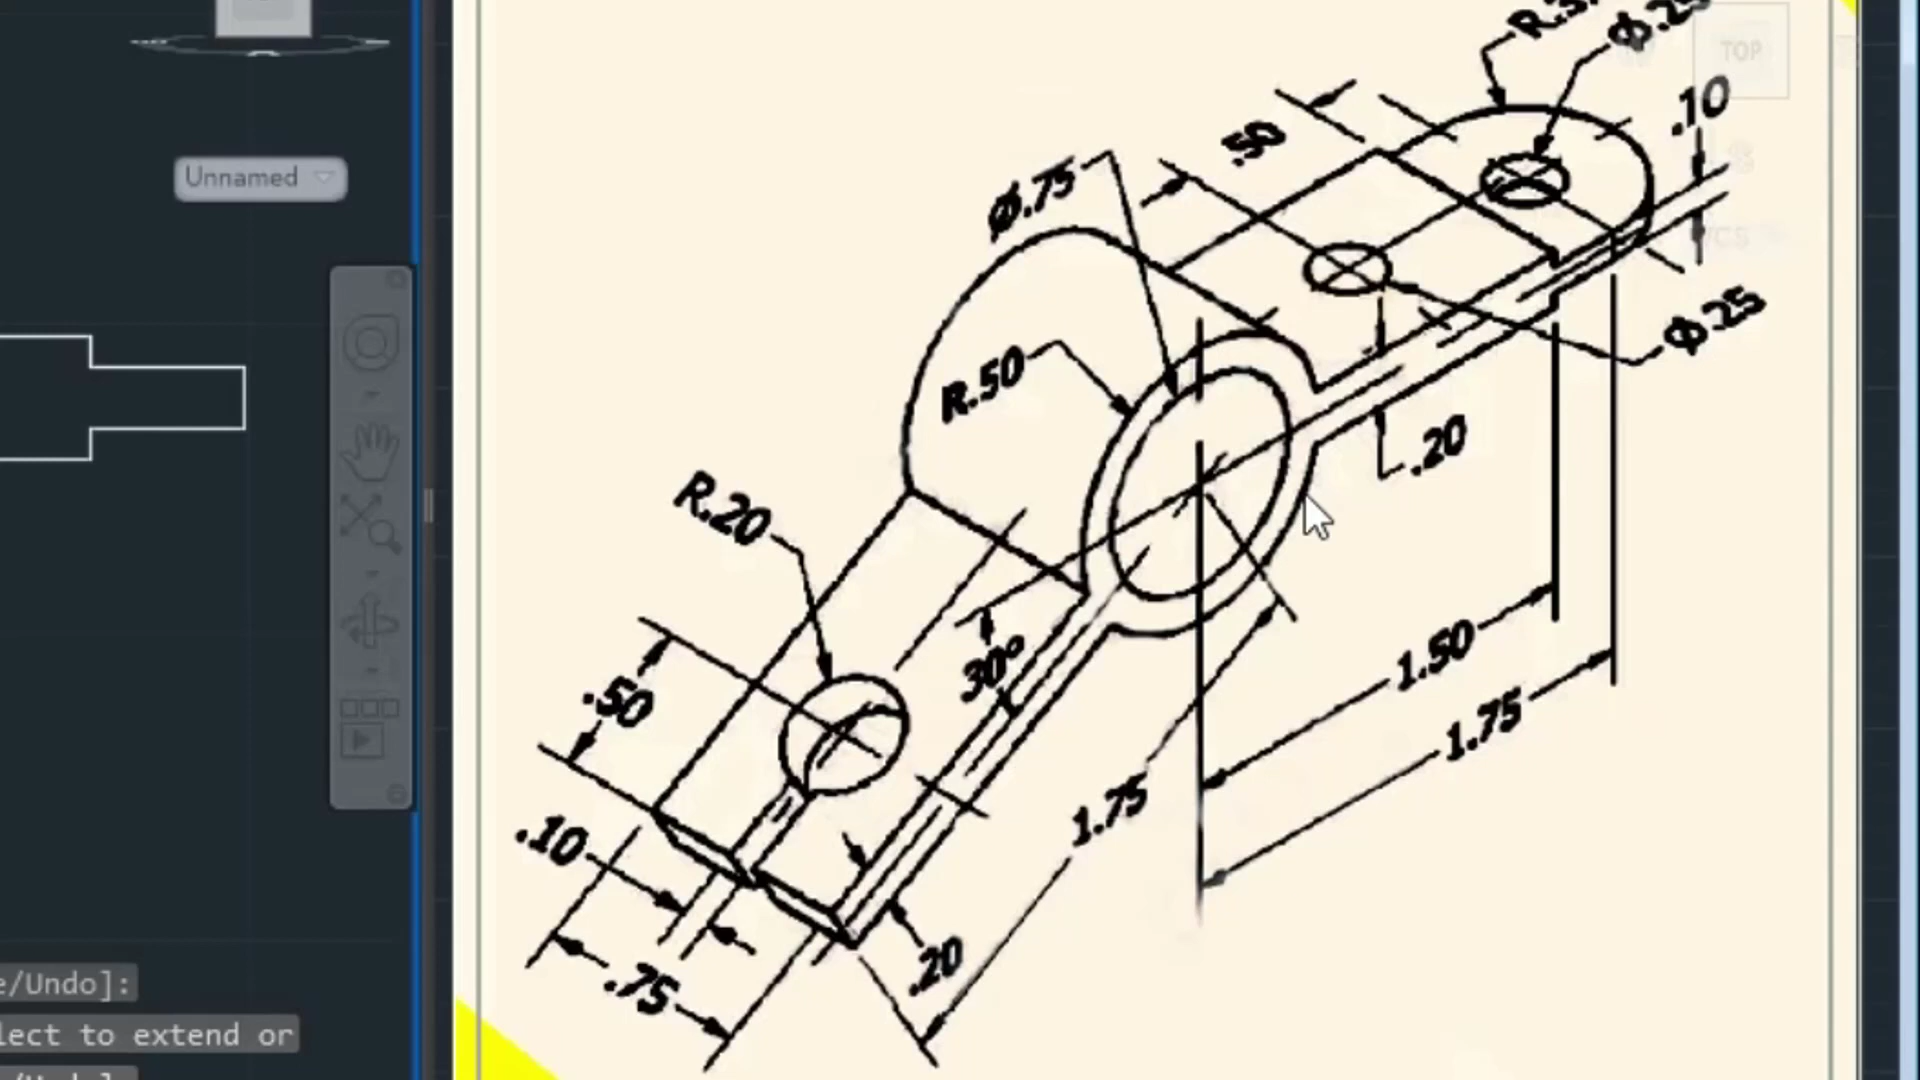 TOP
Φ.25
.10
.50
Unnamed
Ø.75
Φ.25
R.50
.20
R.20
30°
1.50
.50
1.75
1.75
.10
.20
.75
e/Undo]:
lect to extend or